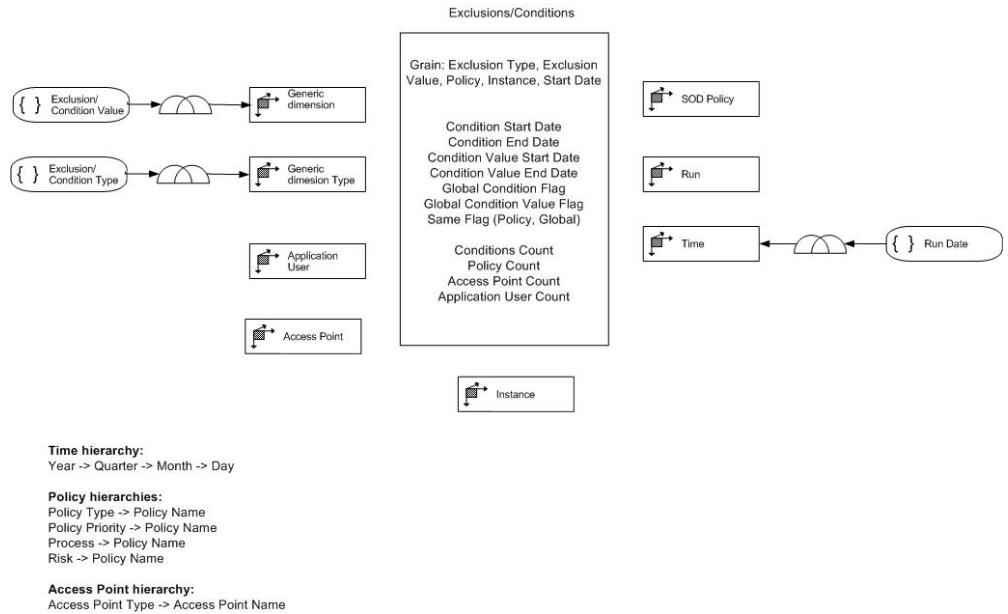 Exclusions/Conditions
Grain: Exclusion Type, Exclusion
Value, Policy, Instance, Start Date
Condition Start Date
Condition End Date
Condition Value Start Date
Condition Value End Date
Global Condition Flag
Global Condition Value Flag
Same Flag (Policy, Global)
Conditions Count
Policy Count
Access Point Count
Application User Count
{ } Exclusion/
Condition Value
Generic
dimension
{ } Exclusion/
Condition Type
Generic
dimesion Type
Application
User
Access Point
SOD Policy
Run
Time
{ } Run Date
Instance
Time hierarchy:
Year -> Quarter -> Month -> Day
Policy hierarchies:
Policy Type -> Policy Name
Policy Priority -> Policy Name
Process -> Policy Name
Risk -> Policy Name
Access Point hierarchy:
Access Point Type -> Access Point Name